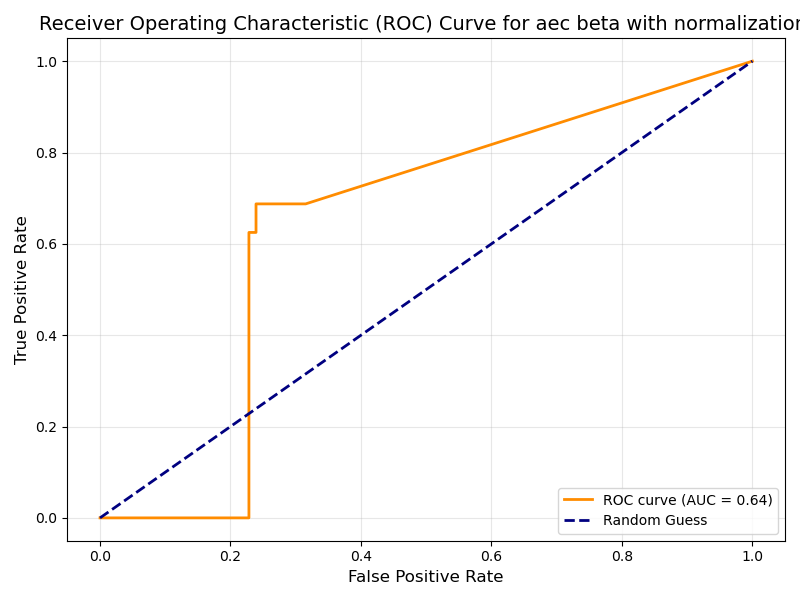 Receiver Operating Characteristic (ROC) Curve for aec beta with normalization
1.0
0.8
0.6
0.4
0.2
0.0
True Positive Rate
0.0 0.2 0.4 0.6 0.8 1.0
False Positive Rate
ROC curve (AUC = 0.64)
Random Guess